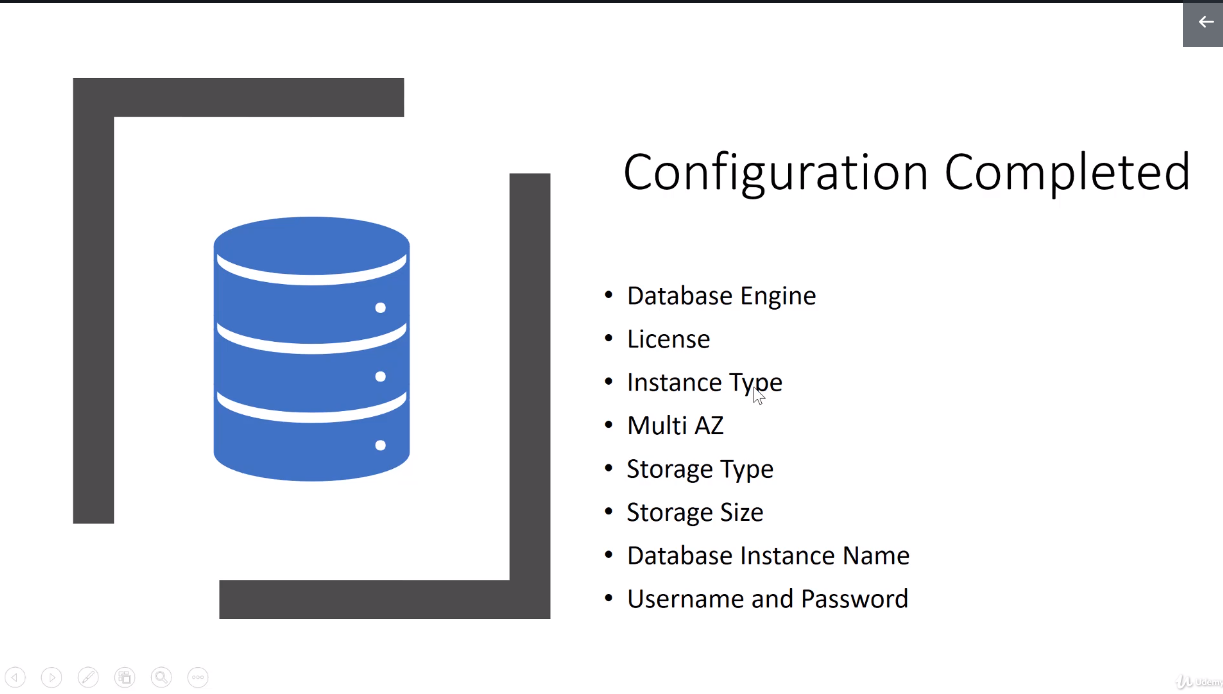 Configuration Completed
• Database Engine
• License
• Instance Type
• Multi AZ
• Storage Type
• Storage Size
• Database Instance Name
• Username and Password
Udemy